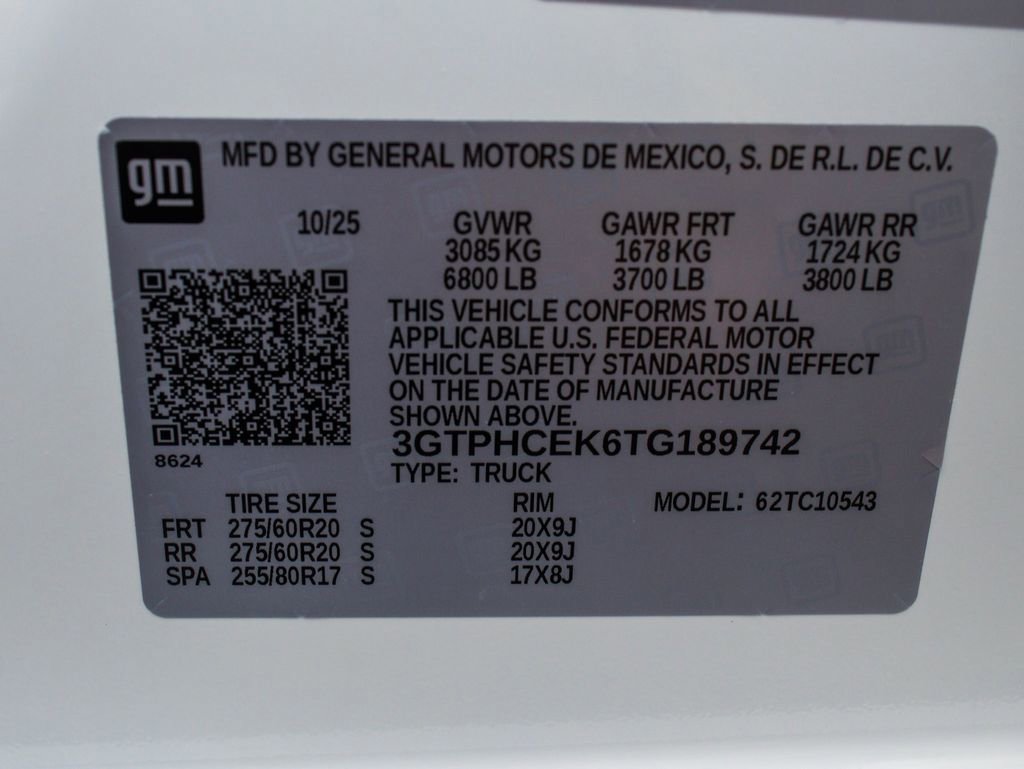 gm
MFD BY GENERAL MOTORS DE MEXICO, S. DE R.L. DE C.V.
10/25 GVWR GAWR FRT GAWR RR
3085 KG 1678 KG 1724 KG
6800 LB 3700 LB 3800 LB
THIS VEHICLE CONFORMS TO ALL
APPLICABLE U.S. FEDERAL MOTOR
VEHICLE SAFETY STANDARDS IN EFFECT
ON THE DATE OF MANUFACTURE
SHOWN ABOVE.
3GTPHCEK6TG189742
8624
TYPE: TRUCK
TIRE SIZE RIM MODEL: 62TC10543
FRT 275/60R20 S 20X9J
RR 275/60R20 S 20X9J
SPA 255/80R17 S 17X8J